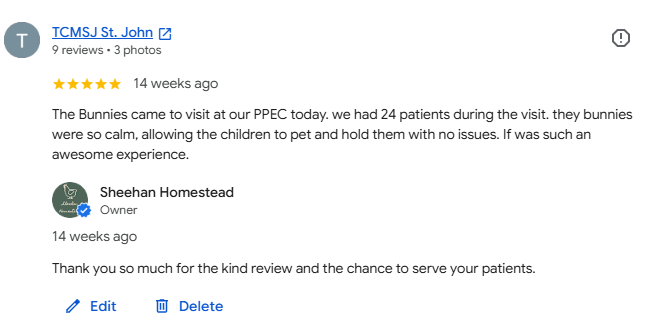 T
TCMSJ St. John
9 reviews • 3 photos
14 weeks ago
The Bunnies came to visit at our PPEC today. we had 24 patients during the visit. they bunnies
were so calm, allowing the children to pet and hold them with no issues. If was such an
awesome experience.
Sheehan Homestead
Owner
14 weeks ago
Thank you so much for the kind review and the chance to serve your patients.
Edit
Delete